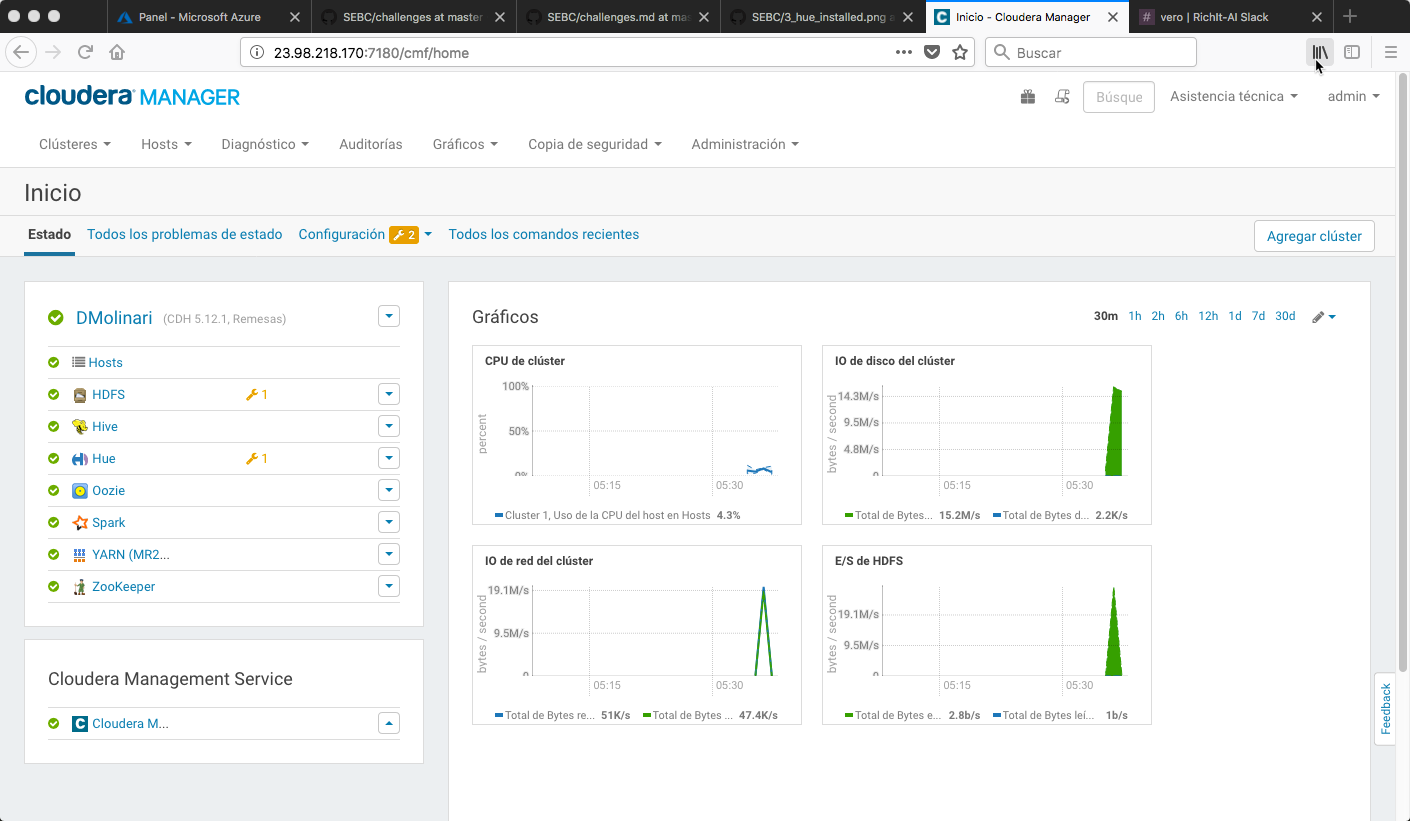 Panel - Microsoft Azure
SEBC/challenges at master
SEBC/challenges.md at mas
SEBC/3_hue_installed.png a
Inicio - Cloudera Manager
# vero | RichIt-AI Slack
23.98.218.170:7180/cmf/home
Buscar
cloudera MANAGER
Búsque
Asistencia técnica
admin
Clústeres
Hosts
Diagnóstico
Auditorías
Gráficos
Copia de seguridad
Administración
Inicio
Estado
Todos los problemas de estado
Configuración 2
Todos los comandos recientes
Agregar clúster
DMolinari (CDH 5.12.1, Remesas)
Hosts
HDFS 1
Hive
Hue 1
Oozie
Spark
YARN (MR2...
ZooKeeper
Cloudera Management Service
C Cloudera M...
Gráficos
30m 1h 2h 6h 12h 1d 7d 30d
CPU de clúster
percent
100%
50%
0%
05:15 05:30
Cluster 1, Uso de la CPU del host en Hosts 4.3%
IO de disco del clúster
bytes / second
14.3M/s
9.5M/s
4.8M/s
0
05:15 05:30
Total de Bytes... 15.2M/s Total de Bytes d... 2.2K/s
IO de red del clúster
bytes / second
19.1M/s
9.5M/s
0
05:15 05:30
Total de Bytes re... 51K/s Total de Bytes ... 47.4K/s
E/S de HDFS
bytes / second
19.1M/s
9.5M/s
0
05:15 05:30
Total de Bytes e... 2.8b/s Total de Bytes leí... 1b/s
Feedback